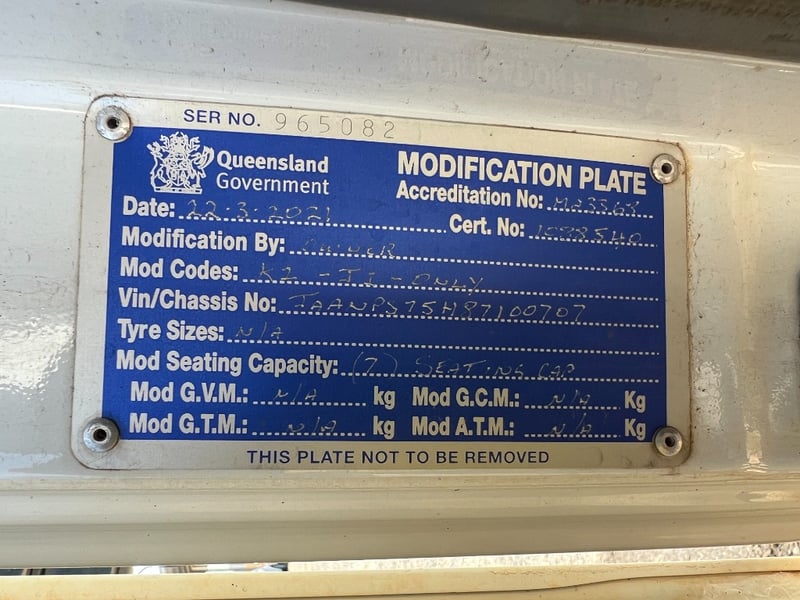 SER NO. 965082
Queensland
Government
MODIFICATION PLATE
Accreditation No:
Date: 22.3.2021
Cert. No:
Modification By: OWNER
Mod Codes: K2 - J1 - ONLY
Vin/Chassis No: JAANPS75H87100707
Tyre Sizes: N/A
Mod Seating Capacity: (7) SEATING CAP
Mod G.V.M.: N/A kg Mod G.C.M.: N/A Kg
Mod G.T.M.: N/A kg Mod A.T.M.: N/A Kg
THIS PLATE NOT TO BE REMOVED